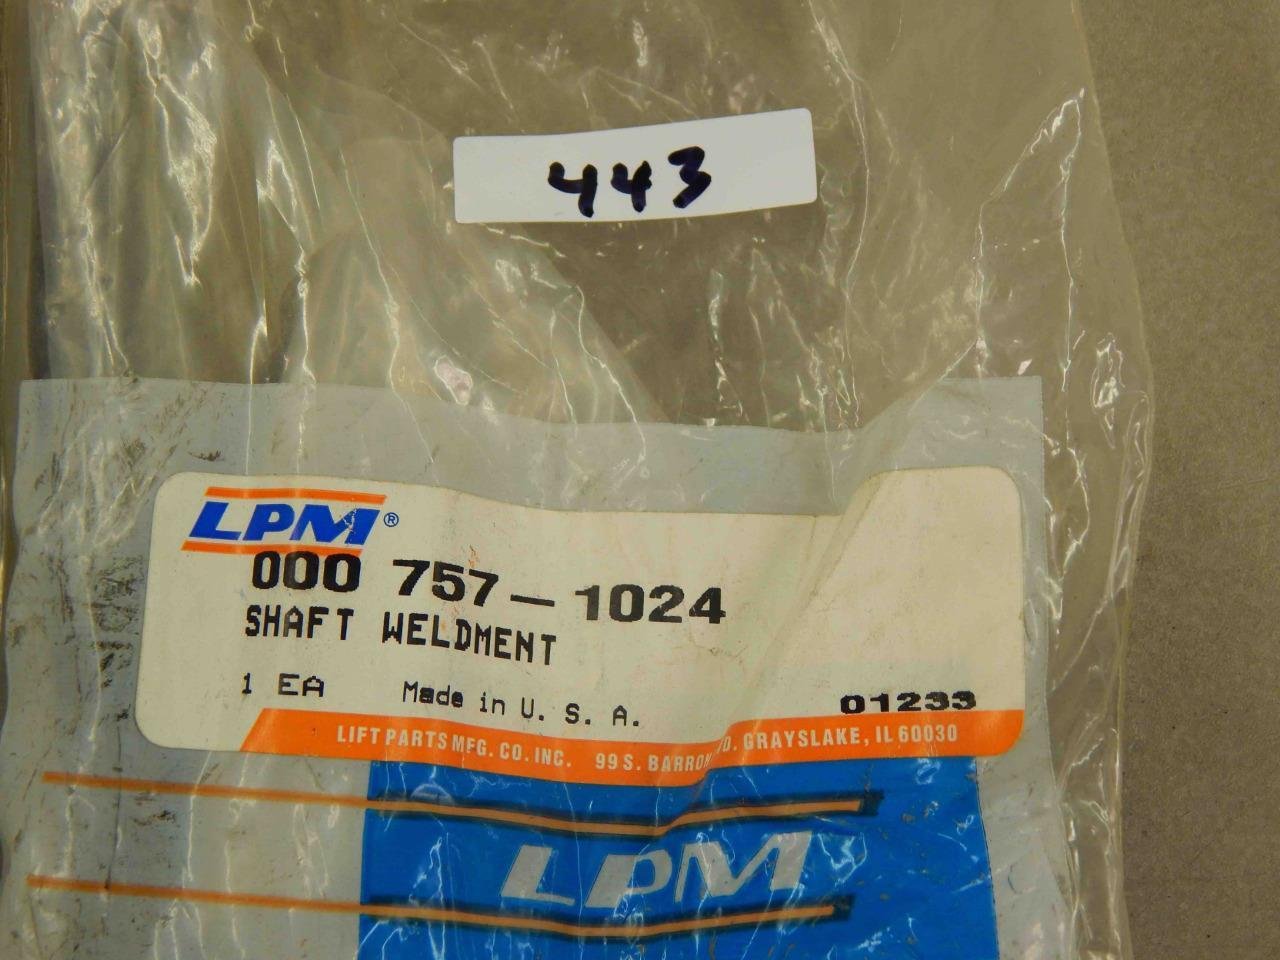 443
LPM®
000 757-1024
SHAFT WELDMENT
1 EA Made in U. S. A. 01233
LIFT PARTS MFG. CO. INC. 99 S. GRAYSLAKE, IL 60030
LPM